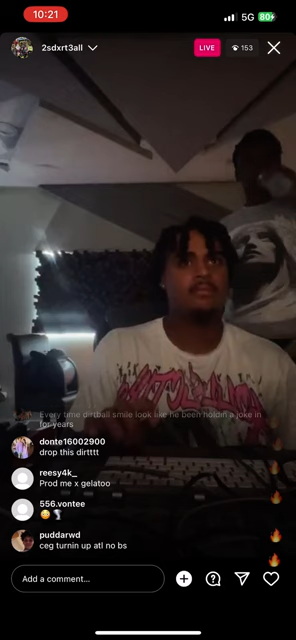 10:21
5G 80
2sdxrt3all
LIVE
153
Every time dirtball smile look like he been holdin a joke in
for years
donte16002900
drop this dirtttt
reesy4k_
Prod me x gelatoo
556.vontee
puddarwd
ceg turnin up atl no bs
Add a comment...